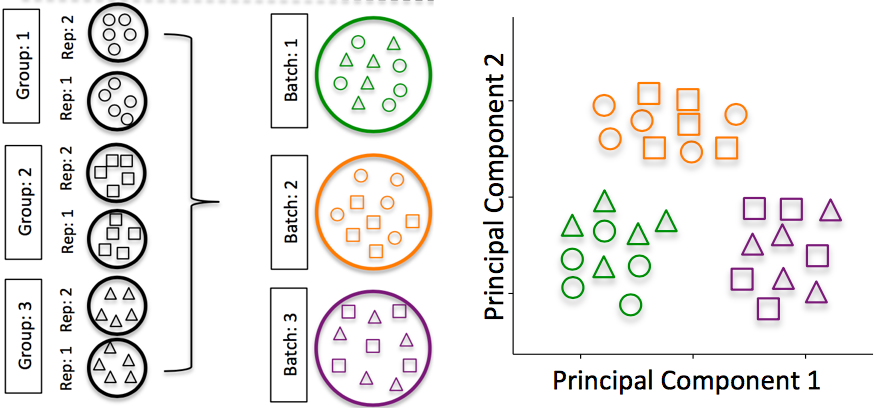 Group: 1
Rep: 2
Rep: 1
Group: 2
Rep: 2
Rep: 1
Group: 3
Rep: 2
Rep: 1
Batch: 1
Batch: 2
Batch: 3
Principal Component 2
Principal Component 1